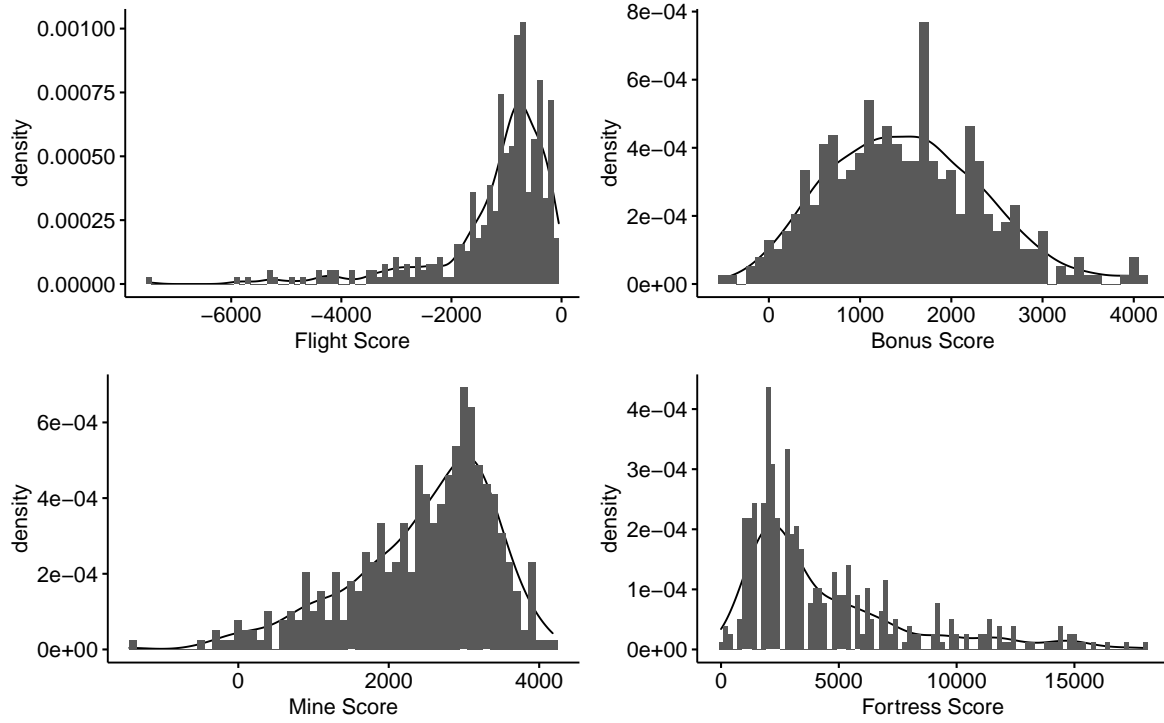 density
0.00100
0.00075
0.00050
0.00025
0.00000
−6000 −4000 −2000 0
Flight Score
density
8e−04
6e−04
4e−04
2e−04
0e+00
0 1000 2000 3000 4000
Bonus Score
density
6e−04
4e−04
2e−04
0e+00
0 2000 4000
Mine Score
density
4e−04
3e−04
2e−04
1e−04
0e+00
0 5000 10000 15000
Fortress Score